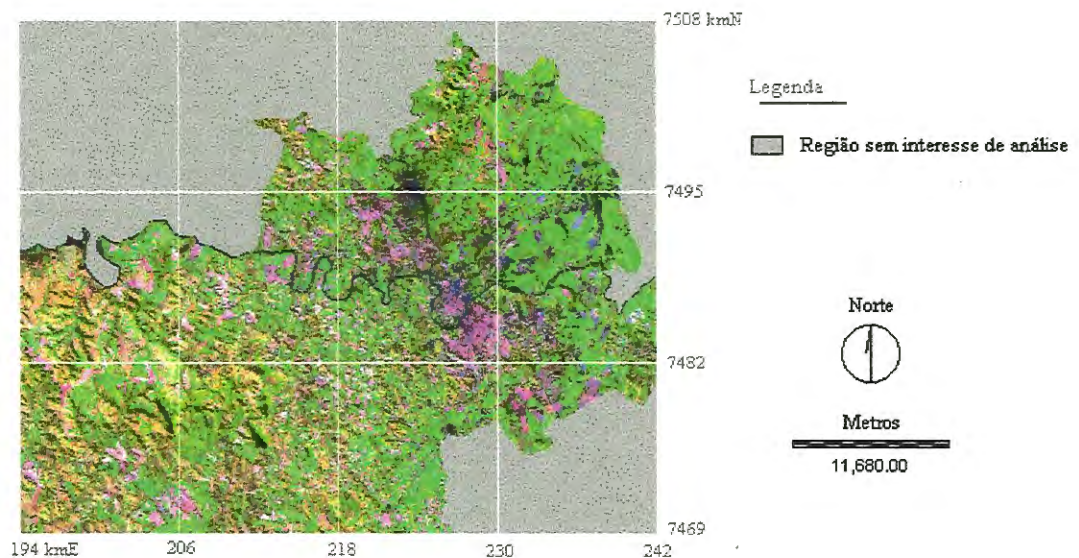 7508 kmN
Legenda
Região sem interesse de análise
7495
Norte
7482
Metros
11,680.00
7469
194 kmE
206
218
230
242